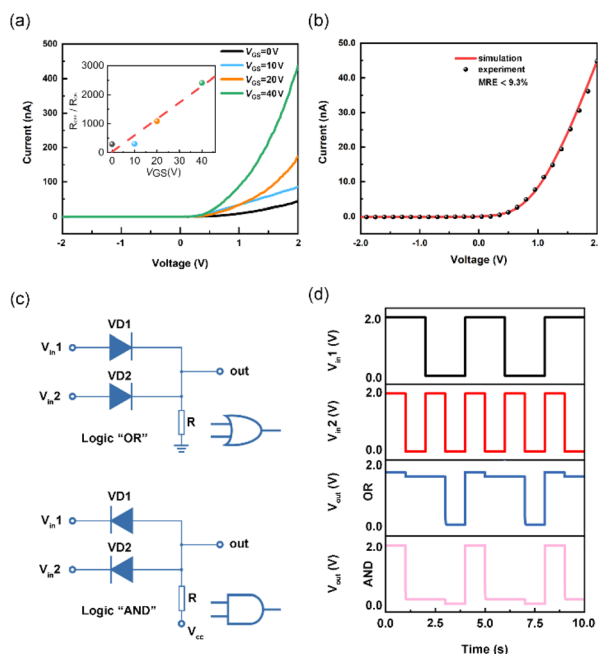 (a)
500
400
300
200
100
0
Current (nA)
-2
-1
0
1
2
Voltage (V)
VGS=0V
VGS=10V
VGS=20V
VGS=40V
3000
2000
1000
0
0
20
40
VGS(V)
(b)
50.0
40.0
30.0
20.0
10.0
0.0
Current (nA)
-2.0
-1.0
0.0
1.0
2.0
Voltage (V)
simulation
experiment
MRE < 9.3%
(c)
VD1
Vin1
out
VD2
Vin2
R
Logic "OR"
VD1
Vin1
out
VD2
Vin2
R
Logic "AND"
Vcc
(d)
2.0
0.0
Vin1 (V)
2.0
0.0
Vin2 (V)
2.0
0.0
Vout (V)
OR
2.0
0.0
Vout (V)
AND
0.0
2.5
5.0
7.5
10.0
Time (s)